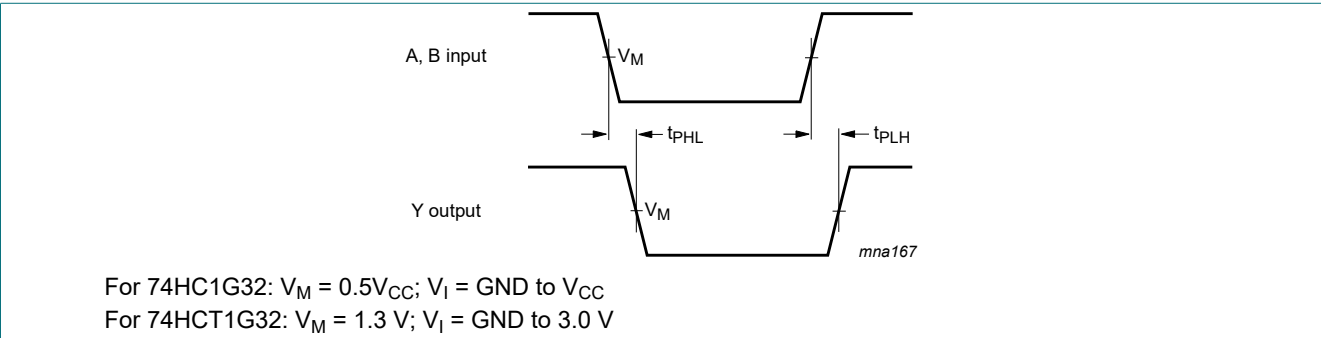 A, B input
VM
tPHL
tPLH
Y output
VM
mna167
For 74HC1G32: VM = 0.5VCC; VI = GND to VCC
For 74HCT1G32: VM = 1.3 V; VI = GND to 3.0 V